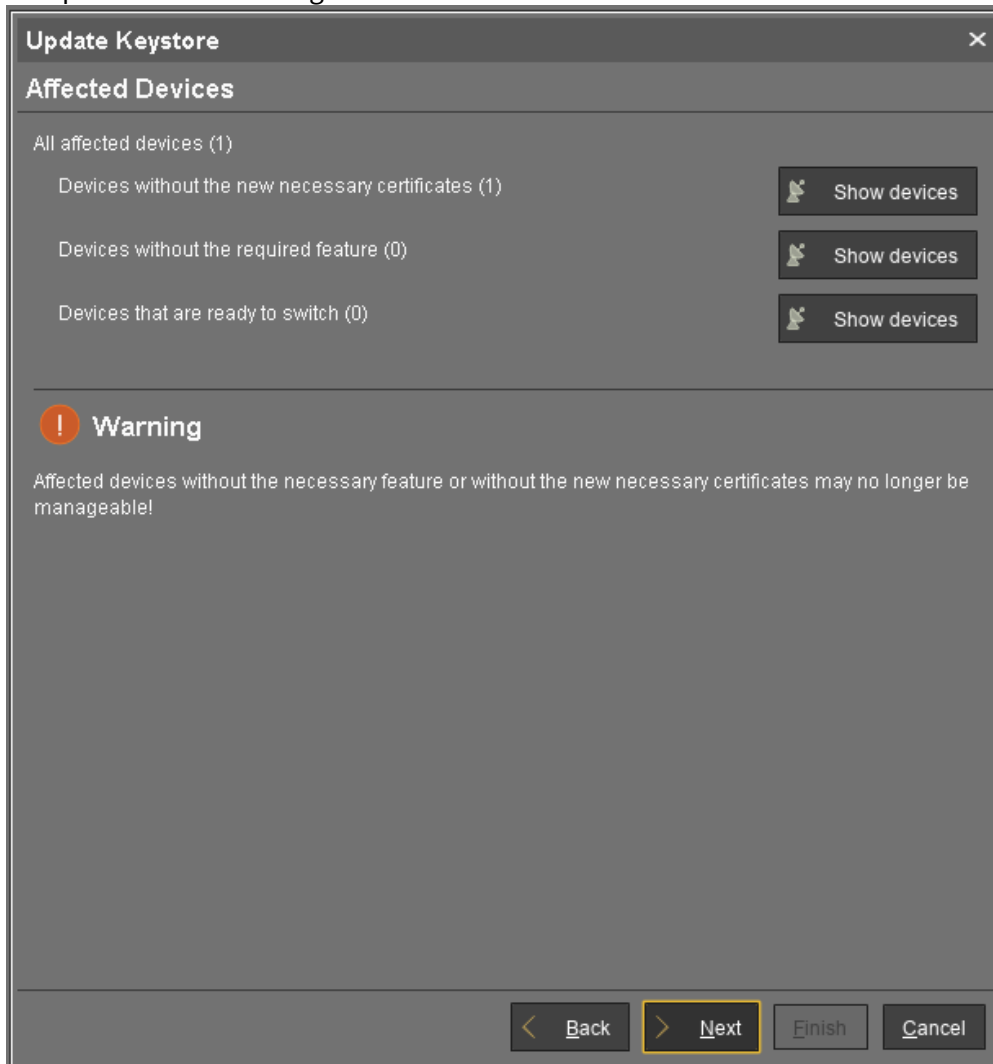 Update Keystore
Affected Devices
All affected devices (1)
Devices without the new necessary certificates (1)
Show devices
Devices without the required feature (0)
Show devices
Devices that are ready to switch (0)
Show devices
! Warning
Affected devices without the necessary feature or without the new necessary certificates may no longer be
manageable!
Back Next Finish Cancel